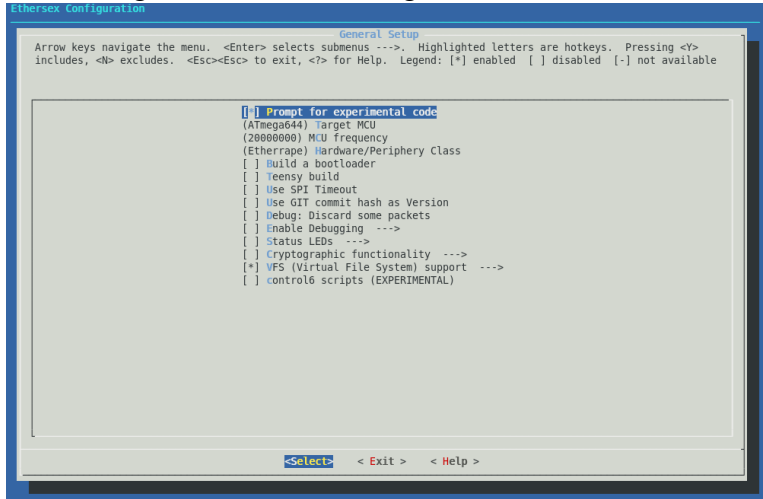 Ethersex Configuration
General Setup
Arrow keys navigate the menu. <Enter> selects submenus --->. Highlighted letters are hotkeys. Pressing <Y>
includes, <N> excludes. <Esc><Esc> to exit, <?> for Help. Legend: [*] enabled [ ] disabled [-] not available
[*] Prompt for experimental code
(ATmega644) Target MCU
(20000000) MCU frequency
(Etherrape) Hardware/Periphery Class
[ ] Build a bootloader
[ ] Teensy build
[ ] Use SPI Timeout
[ ] Use GIT commit hash as Version
[ ] Debug: Discard some packets
[ ] Enable Debugging --->
[ ] Status LEDs --->
[ ] Cryptographic functionality --->
[*] VFS (Virtual File System) support --->
[ ] control6 scripts (EXPERIMENTAL)
<Select> < Exit > < Help >